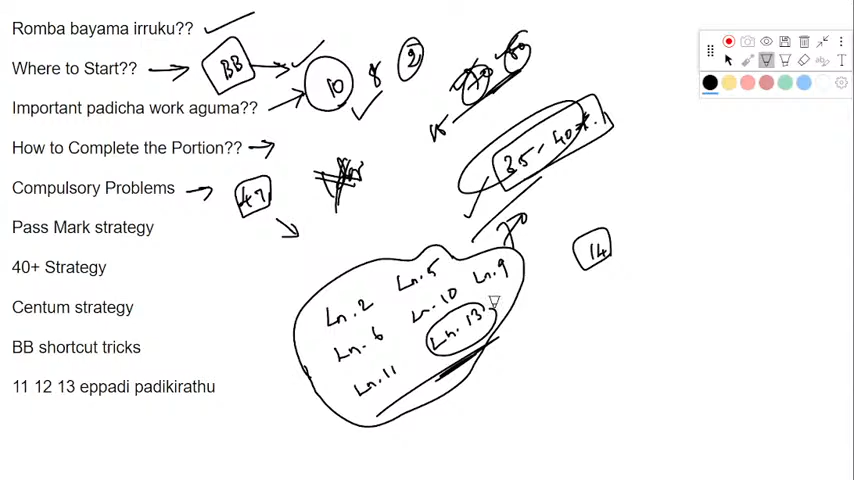 Romba bayama irruku??
Where to Start?? BB 10 8 2
Important padicha work aguma??
How to Complete the Portion?? 35-40
Compulsory Problems 47
Pass Mark strategy
40+ Strategy 14
Centum strategy
BB shortcut tricks
11 12 13 eppadi padikirathu
Ln.2 Ln.5 Ln.9
Ln.6 Ln.10
Ln.11 Ln.13